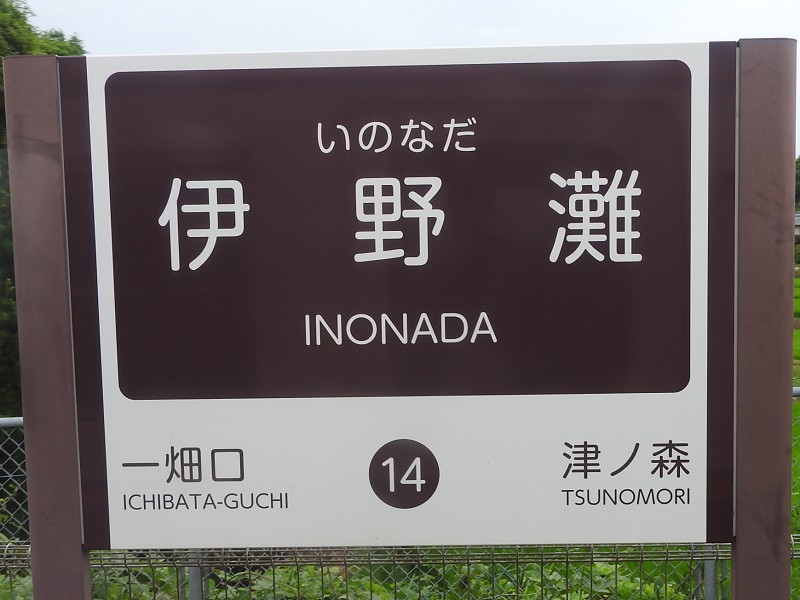 いのなだ
伊野灘
INONADA
一畑口
ICHIBATA-GUCHI
14
津ノ森
TSUNOMORI